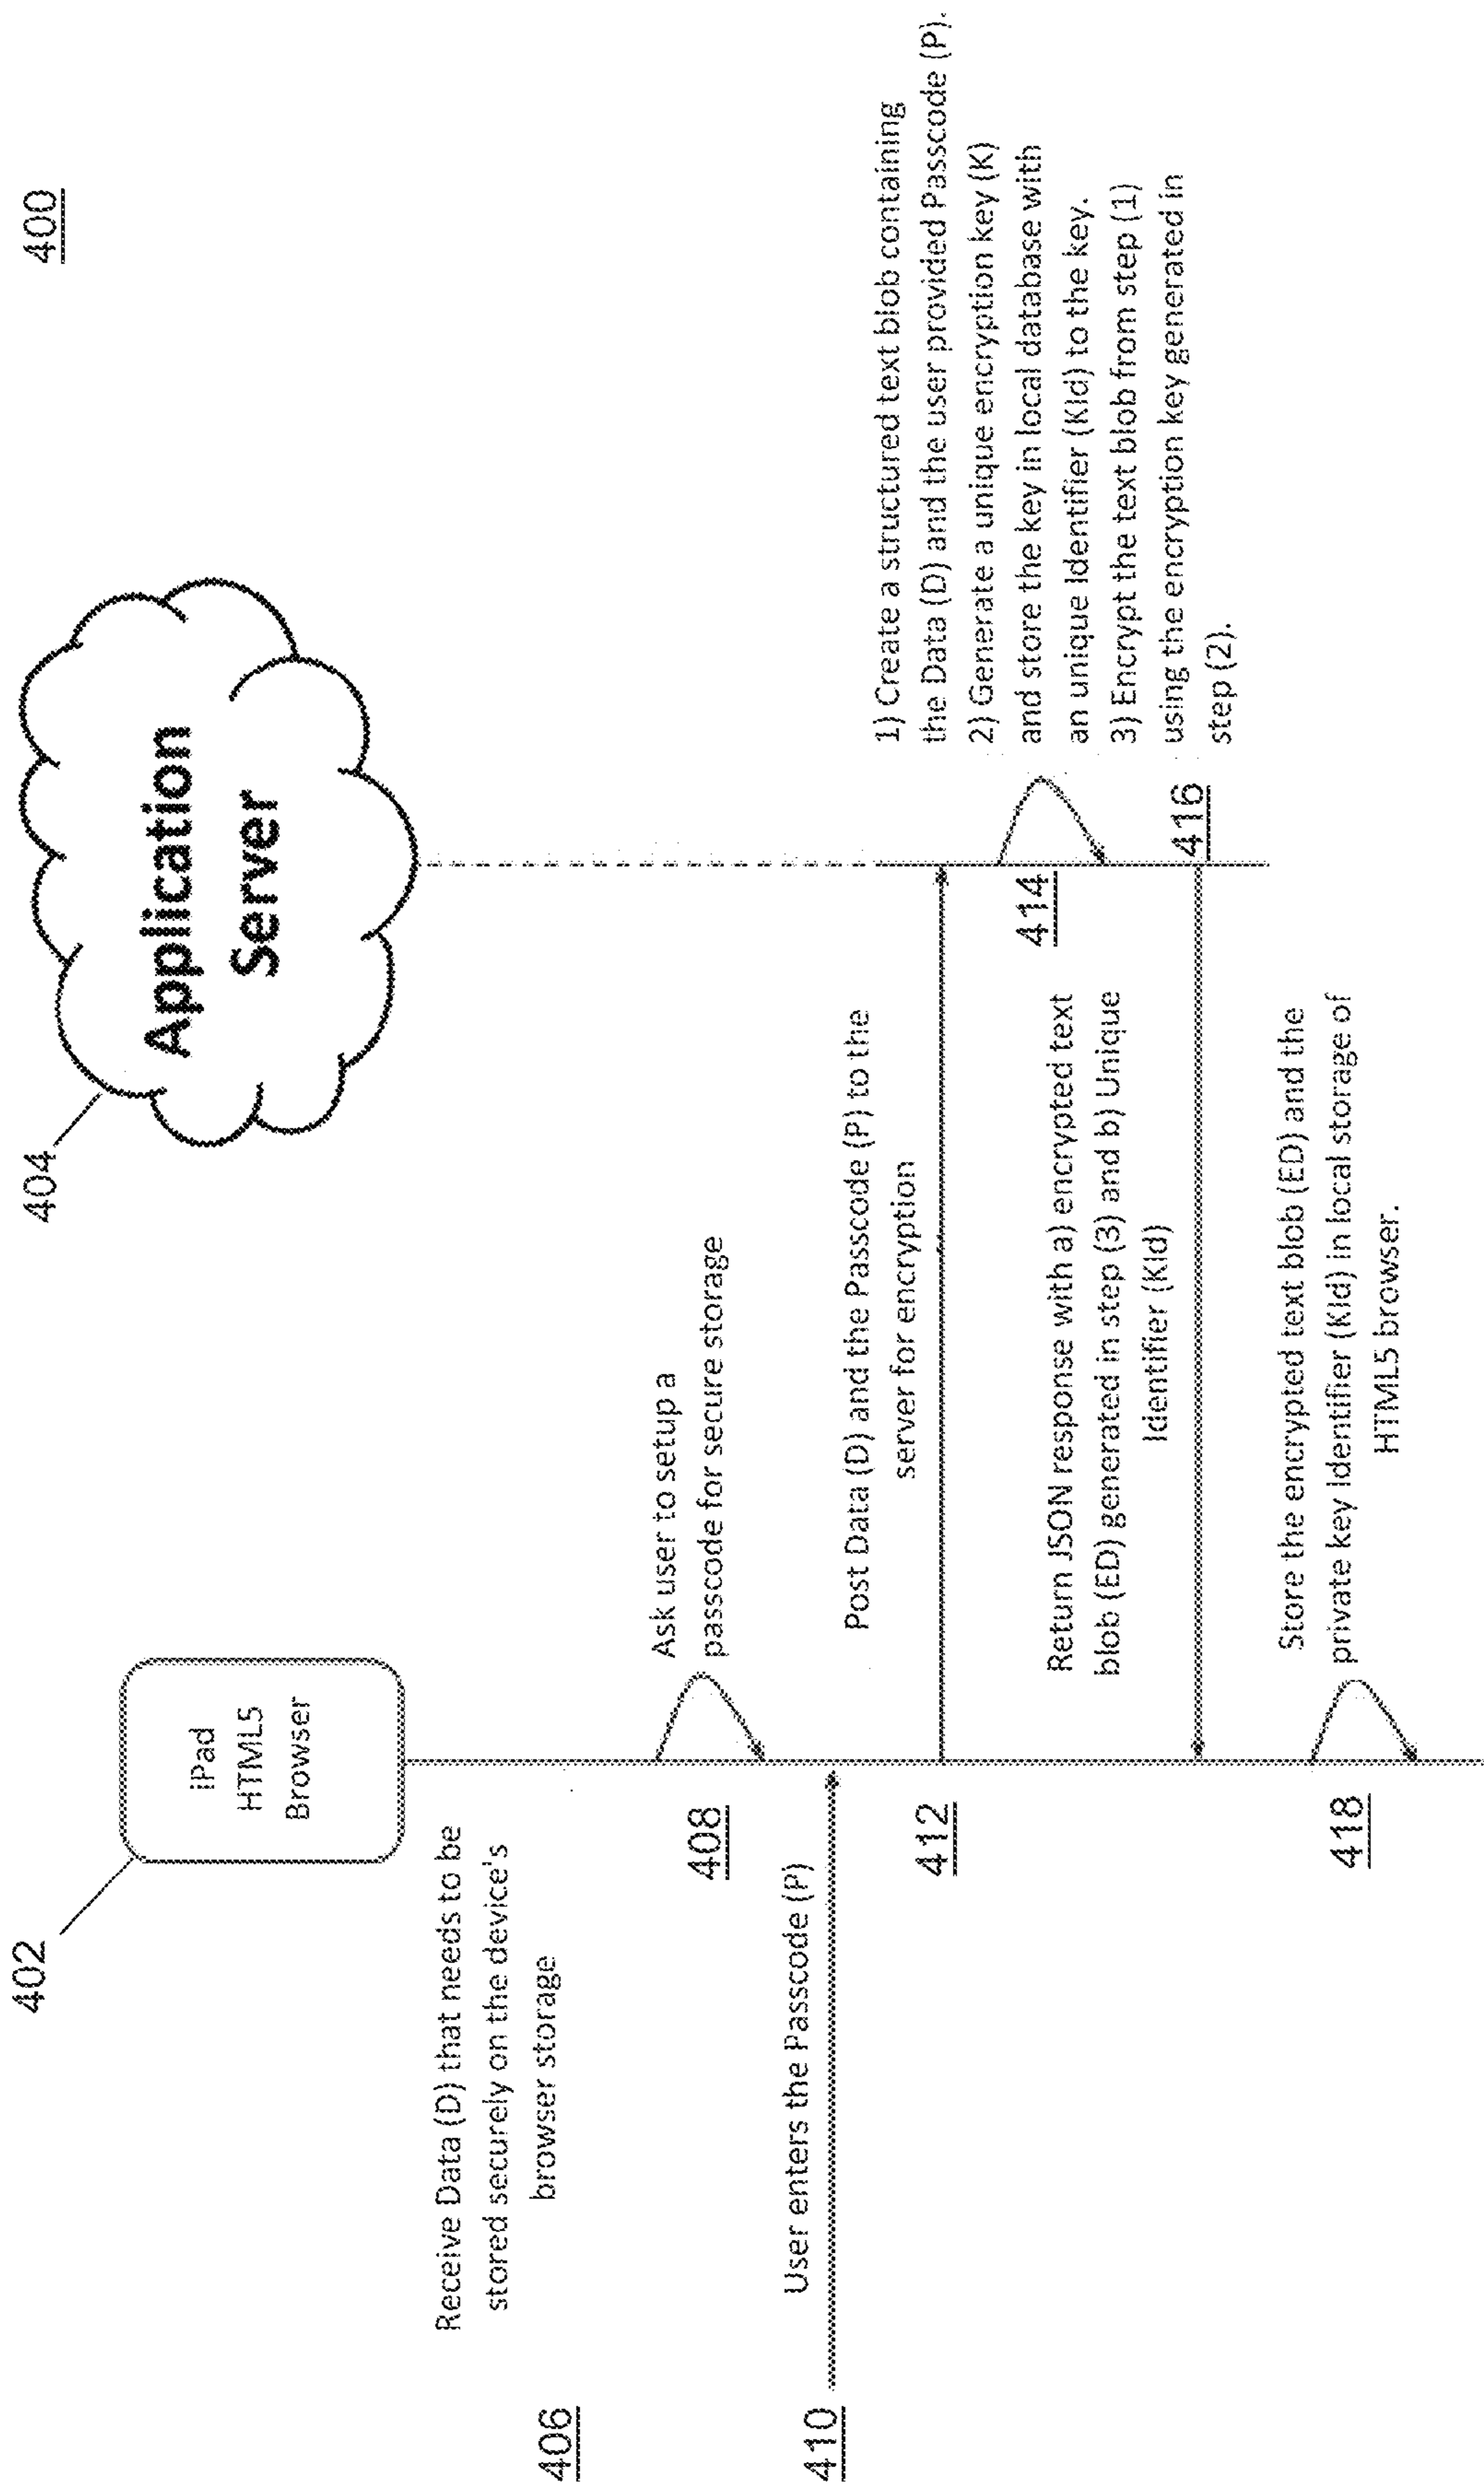 400
402
iPad
HTML5
Browser
404
Application
Server
Receive Data (D) that needs to be
stored securely on the device's
browser storage
406
Ask user to setup a
passcode for secure storage
408
User enters the Passcode (P)
410
Post Data (D) and the Passcode (P) to the
server for encryption
412
1) Create a structured text blob containing
the Data (D) and the user provided Passcode (P).
2) Generate a unique encryption key (K)
and store the key in local database with
an unique Identifier (KId) to the key.
3) Encrypt the text blob from step (1)
using the encryption key generated in
step (2).
414
Return JSON response with a) encrypted text
blob (ED) generated in step (3) and b) Unique
Identifier (KId)
416
Store the encrypted text blob (ED) and the
private key Identifier (KId) in local storage of
HTML5 browser.
418